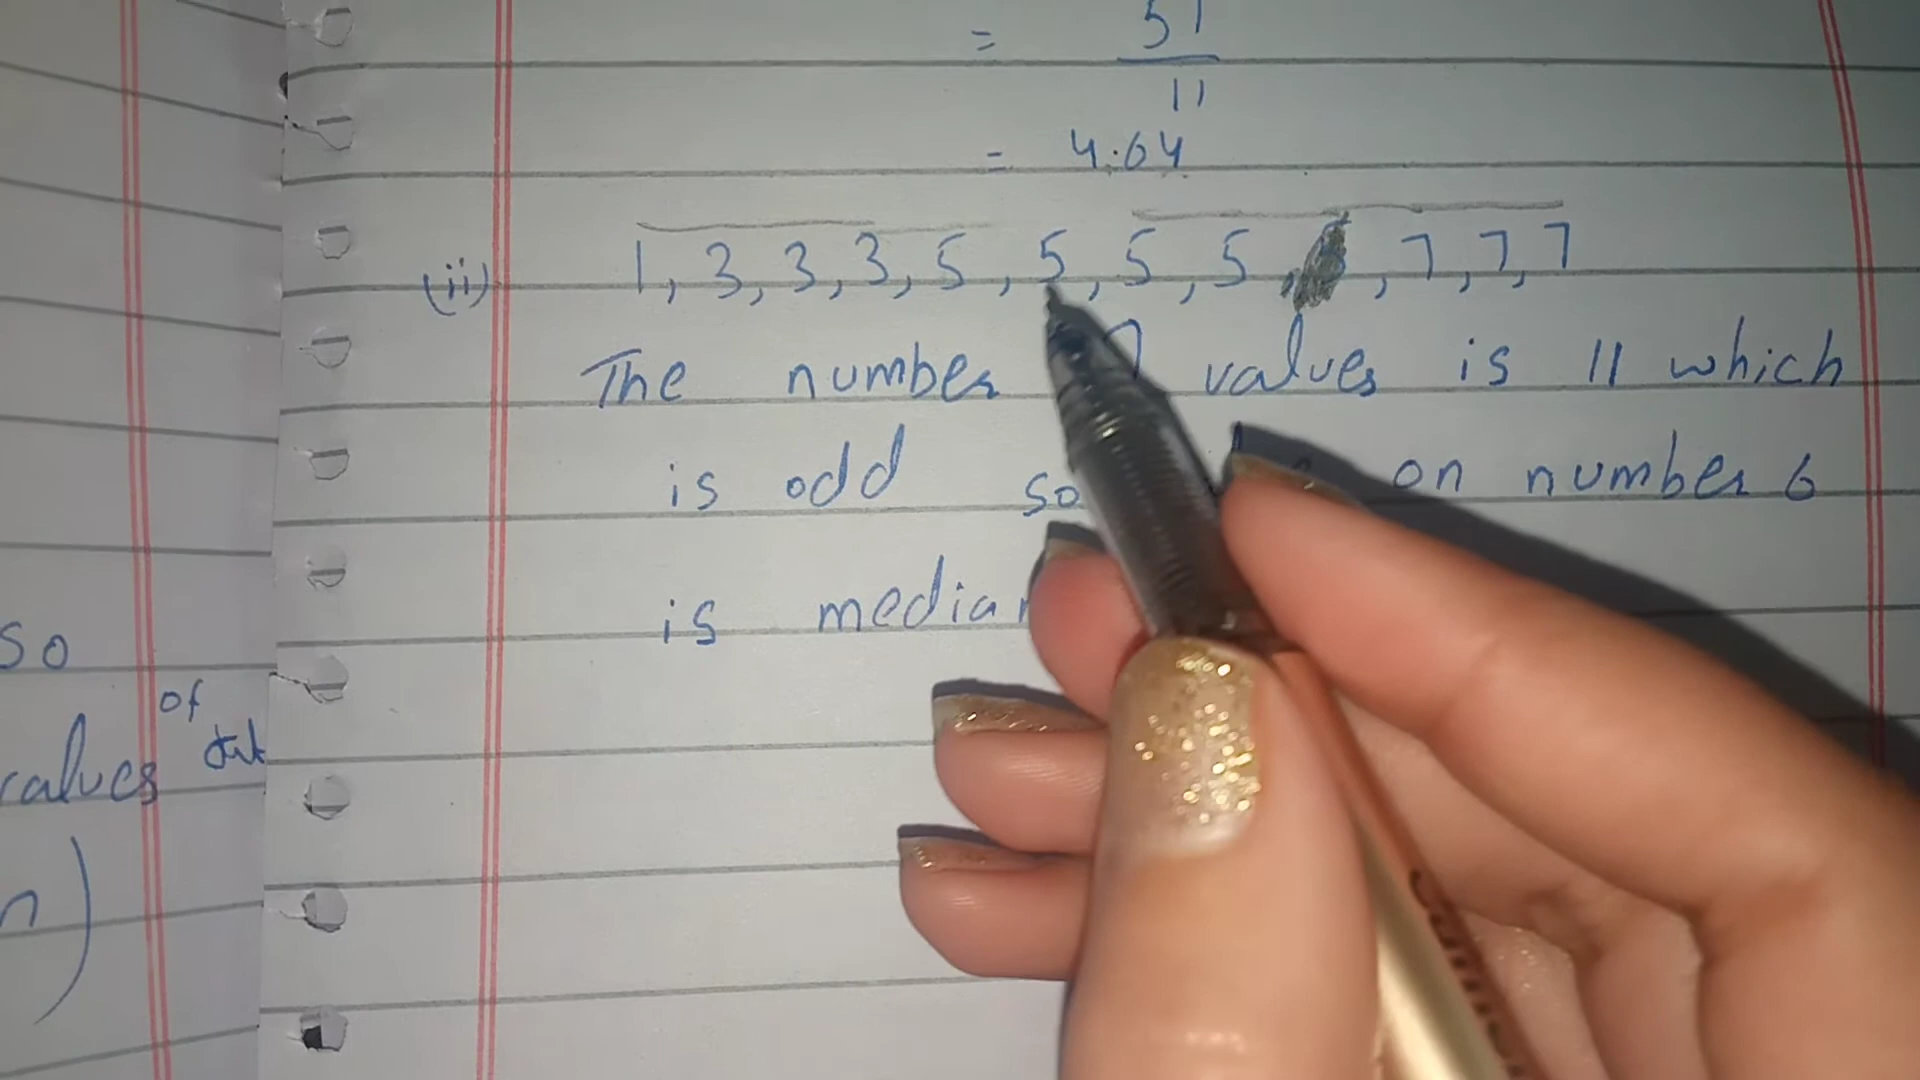 = 51
11
= 4.64
(ii) 1, 3, 3, 3, 5, 5, 5, 5, , 7, 7, 7
The number values is 11 which
is odd so on number 6
is median
so
of
values
n)